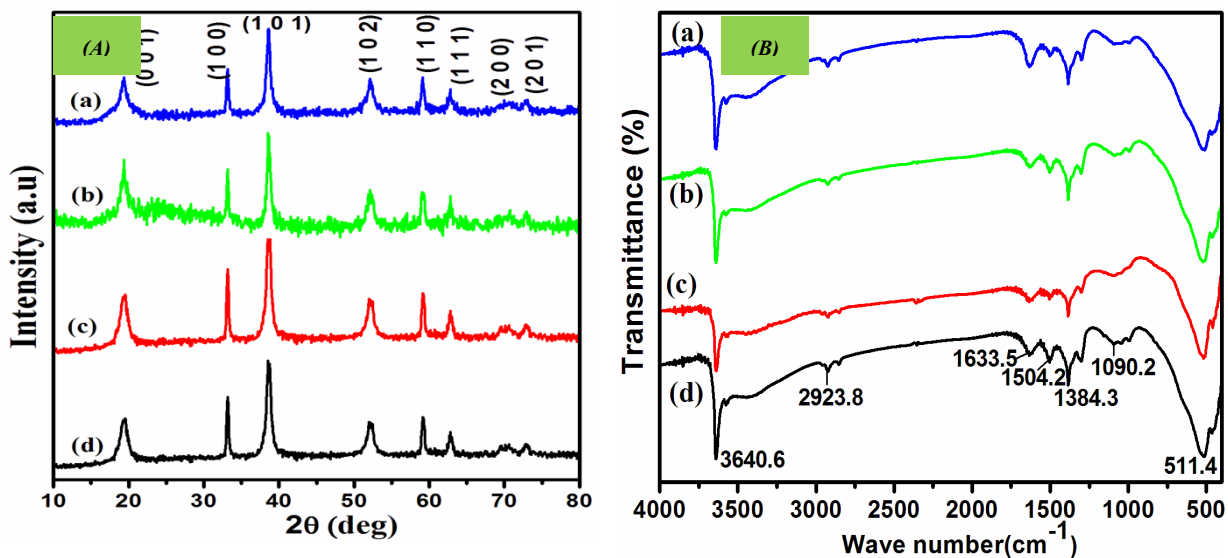 (A)
(0 0 1)
(1 0 0)
(1 0 1)
(1 0 2)
(1 1 0)
(1 1 1)
(2 0 0)
(2 0 1)
(a)
(b)
(c)
(d)
Intensity (a.u)
10 20 30 40 50 60 70 80
2θ (deg)
(B)
(a)
(b)
(c)
(d)
Transmittance (%)
3640.6
2923.8
1633.5
1504.2
1384.3
1090.2
511.4
4000 3500 3000 2500 2000 1500 1000 500
Wave number(cm-1)